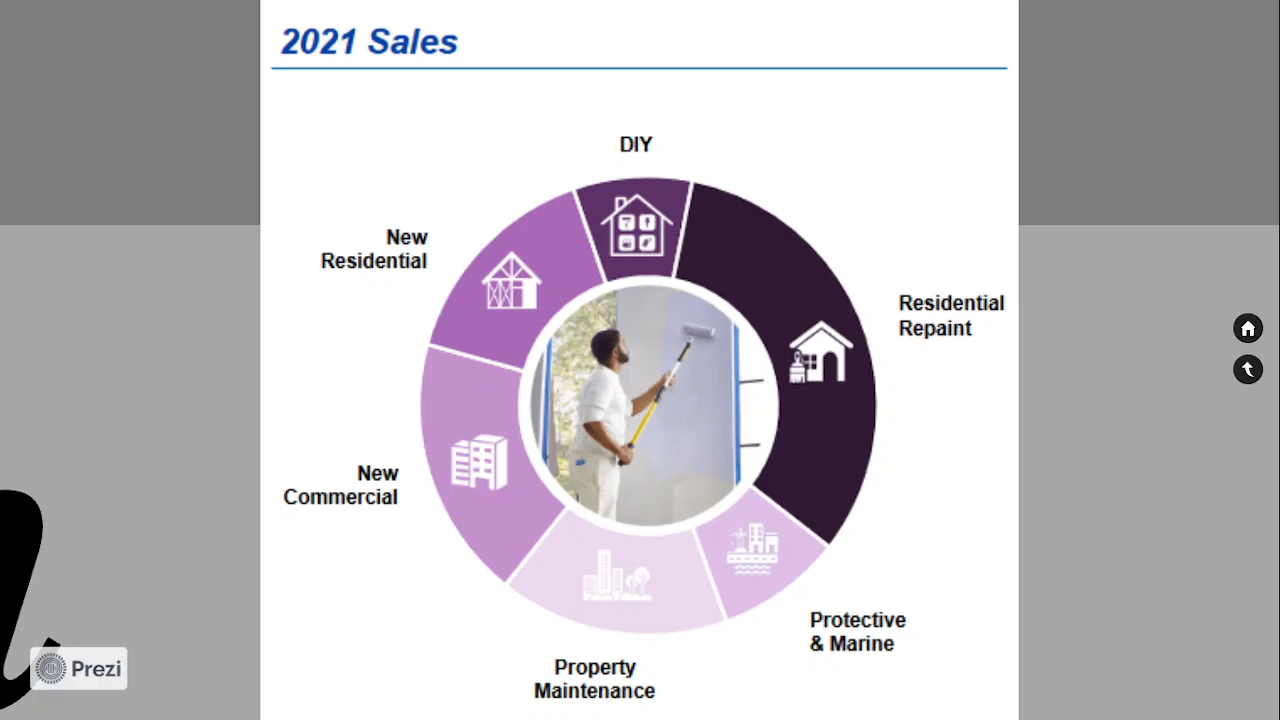 2021 Sales
DIY
New
Residential
Residential
Repaint
New
Commercial
Protective
& Marine
Property
Maintenance
Prezi